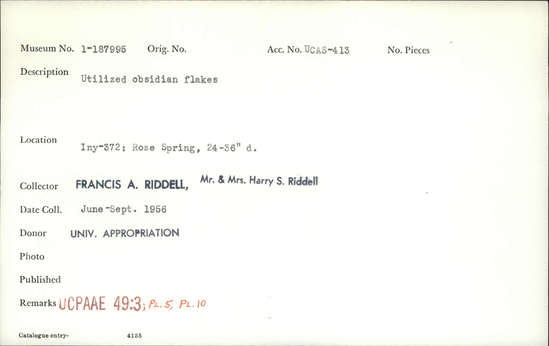 Museum No. 1-187995 Orig. No. Acc. No. UCAS-413 No. Pieces
Description Utilized obsidian flakes
Location Iny-372: Rose Spring, 24-36" d.
Collector FRANCIS A. RIDDELL, Mr. & Mrs. Harry S. Riddell
Date Coll. June-Sept. 1956
Donor UNIV. APPROPRIATION
Photo
Published
Remarks UCPAAE 49:3; PL.5, PL.10
Catalogue entry- 4125